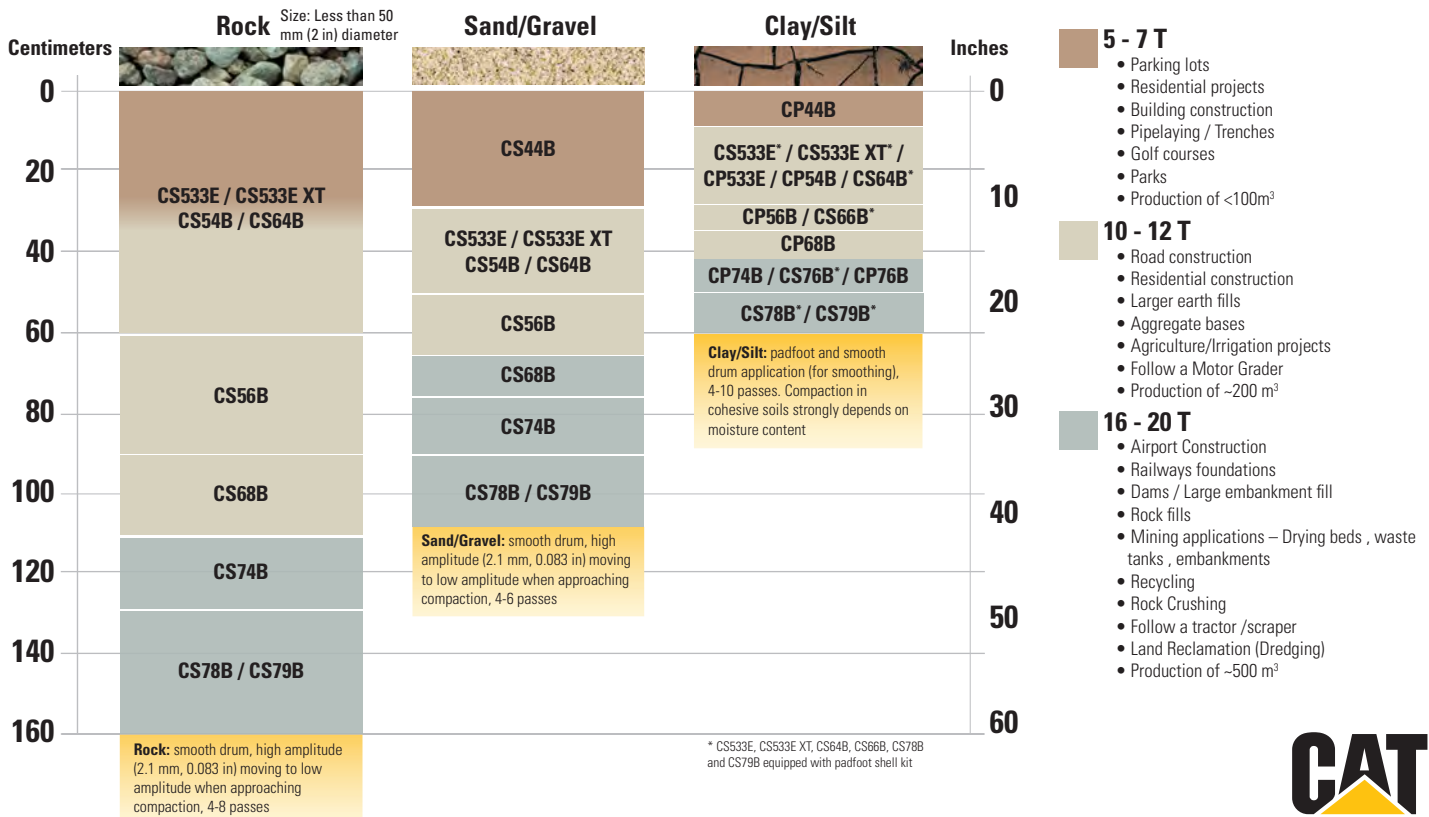 Rock
Size: Less than 50
mm (2 in) diameter
Sand/Gravel
Clay/Silt
Centimeters
Inches
0
20
40
60
80
100
120
140
160
CS533E / CS533E XT
CS54B / CS64B
CS56B
CS68B
CS74B
CS78B / CS79B
Rock: smooth drum, high amplitude
(2.1 mm, 0.083 in) moving to low
amplitude when approaching
compaction, 4-8 passes
CS44B
CS533E / CS533E XT
CS54B / CS64B
CS56B
CS68B
CS74B
CS78B / CS79B
Sand/Gravel: smooth drum, high
amplitude (2.1 mm, 0.083 in) moving
to low amplitude when approaching
compaction, 4-6 passes
CP44B
CS533E* / CS533E XT* /
CP533E / CP54B / CS64B*
CP56B / CS66B*
CP68B
CP74B / CS76B* / CP76B
CS78B* / CS79B*
Clay/Silt: padfoot and smooth
drum application (for smoothing),
4-10 passes. Compaction in
cohesive soils strongly depends on
moisture content
* CS533E, CS533E XT, CS64B, CS66B, CS78B
and CS79B equipped with padfoot shell kit
0
10
20
30
40
50
60
5 - 7 T
• Parking lots
• Residential projects
• Building construction
• Pipelaying / Trenches
• Golf courses
• Parks
• Production of <100m³
10 - 12 T
• Road construction
• Residential construction
• Larger earth fills
• Aggregate bases
• Agriculture/Irrigation projects
• Follow a Motor Grader
• Production of ~200 m³
16 - 20 T
• Airport Construction
• Railways foundations
• Dams / Large embankment fill
• Rock fills
• Mining applications – Drying beds , waste
tanks , embankments
• Recycling
• Rock Crushing
• Follow a tractor /scraper
• Land Reclamation (Dredging)
• Production of ~500 m³
CAT